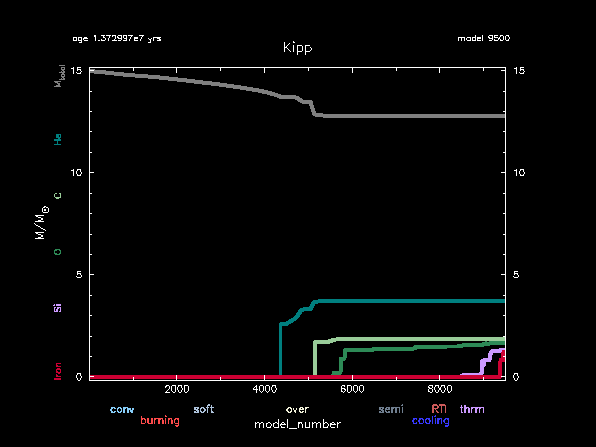 age 1.372997e7 yrs
model 9500
Kipp
M_total
He
C
O
Si
Iron
M/M☉
15
10
5
0
15
10
5
0
2000 4000 6000 8000
conv soft over semi RTI thrm
burning cooling
model_number